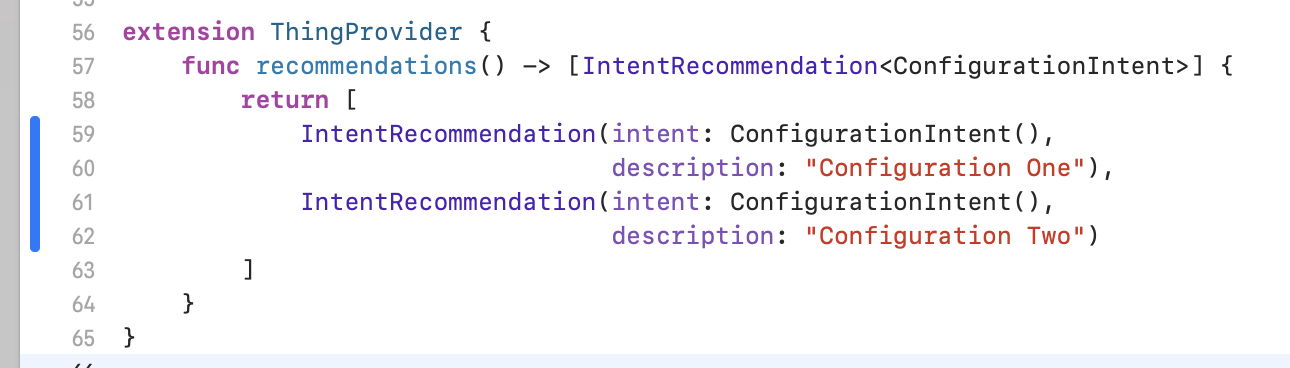 56 extension ThingProvider {
57 func recommendations() -> [IntentRecommendation<ConfigurationIntent>] {
58 return [
59 IntentRecommendation(intent: ConfigurationIntent(),
60 description: "Configuration One"),
61 IntentRecommendation(intent: ConfigurationIntent(),
62 description: "Configuration Two")
63 ]
64 }
65 }